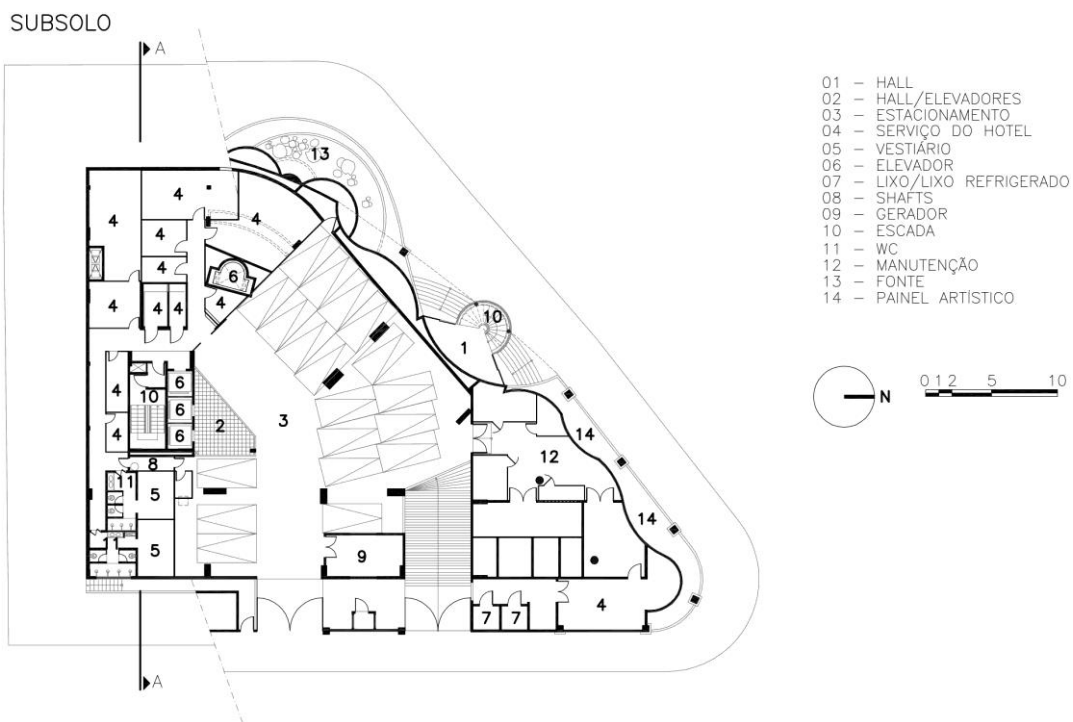 SUBSOLO
A
01 – HALL
02 – HALL/ELEVADORES
03 – ESTACIONAMENTO
04 – SERVIÇO DO HOTEL
05 – VESTIÁRIO
06 – ELEVADOR
07 – LIXO/LIXO REFRIGERADO
08 – SHAFTS
09 – GERADOR
10 – ESCADA
11 – WC
12 – MANUTENÇÃO
13 – FONTE
14 – PAINEL ARTÍSTICO
13
4
4
4 4
4
6
4 4 4 4
10
1
6
4 10
6
N
0 1 2 5 10
2 3
4 6
14
12
8
11 5
14
5
9
11
4
7 7
A